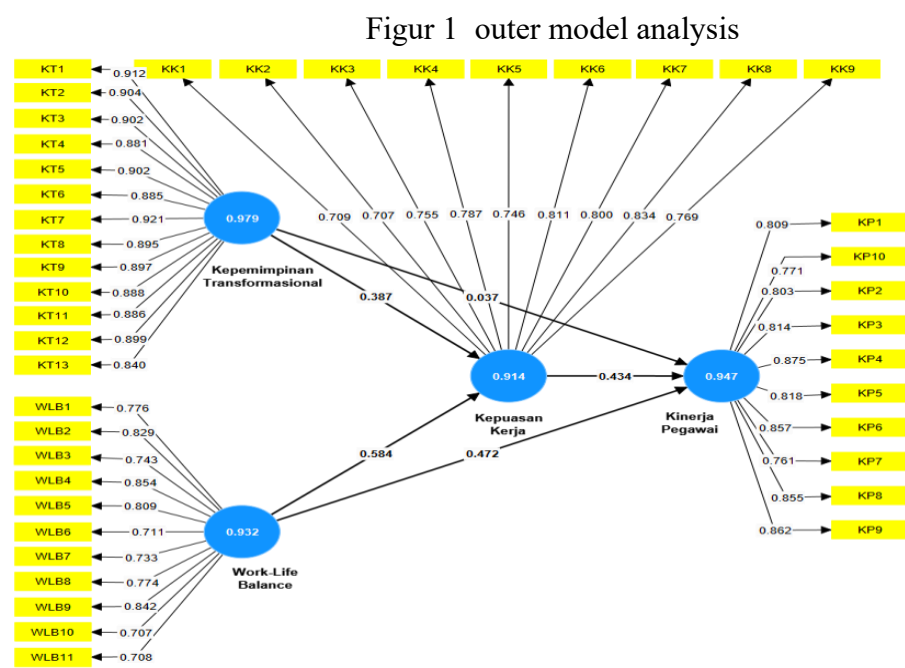 Figur 1 outer model analysis
KT1
0.912
KK1
KK2
KK3
KK4
KK5
KK6
KK7
KK8
KK9
KT2
0.904
KT3
0.902
KT4
0.881
KT5
0.902
KT6
0.885
KT7
0.921
KT8
0.895
KT9
0.897
KT10
0.888
KT11
0.886
KT12
0.899
KT13
0.840
0.979
Kepemimpinan
Transformasional
0.709
0.707
0.755
0.787
0.746
0.811
0.800
0.834
0.769
0.387
0.037
0.914
Kepuasan
Kerja
0.434
0.947
Kinerja
Pegawai
0.809
KP1
0.771
KP10
0.803
KP2
0.814
KP3
0.875
KP4
0.818
KP5
0.857
KP6
0.761
KP7
0.855
KP8
0.862
KP9
WLB1
0.776
WLB2
0.829
WLB3
0.743
WLB4
0.854
WLB5
0.809
WLB6
0.711
WLB7
0.733
WLB8
0.774
WLB9
0.842
WLB10
0.707
WLB11
0.708
0.584
0.472
0.932
Work-Life
Balance